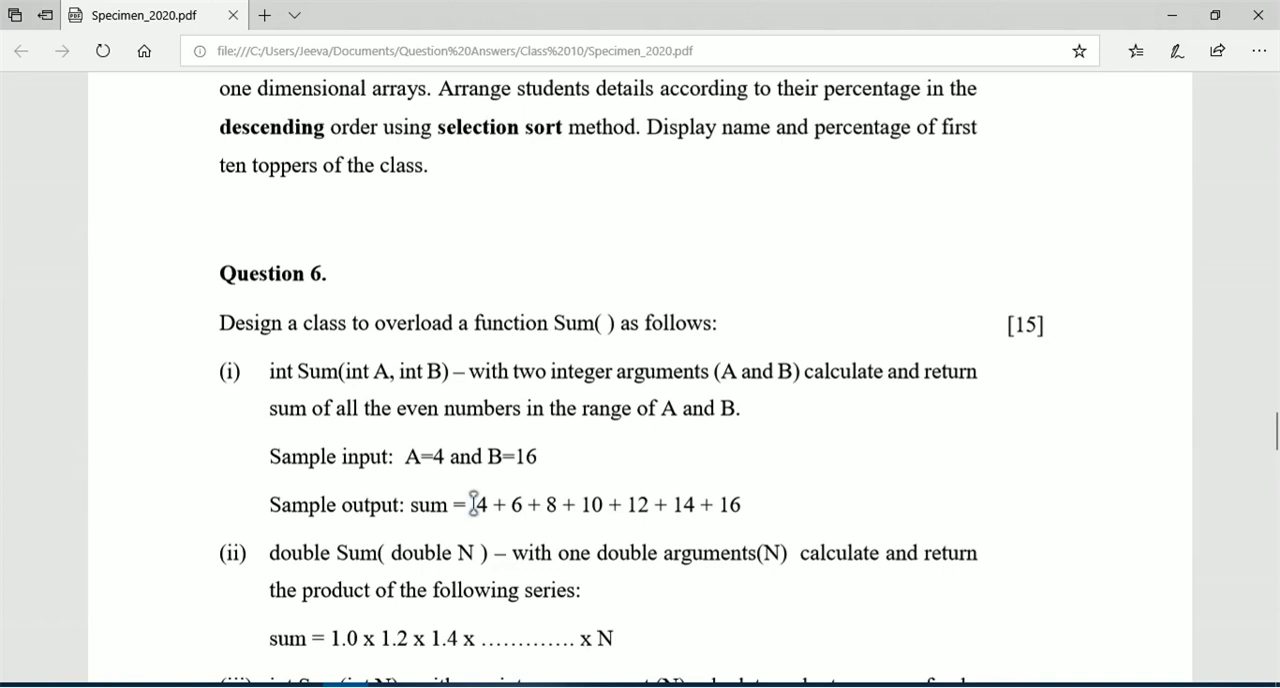 Specimen_2020.pdf
file:///C:/Users/Jeeva/Documents/Question%20Answers/Class%2010/Specimen_2020.pdf
one dimensional arrays. Arrange students details according to their percentage in the
descending order using selection sort method. Display name and percentage of first
ten toppers of the class.
Question 6.
Design a class to overload a function Sum( ) as follows: [15]
(i) int Sum(int A, int B) – with two integer arguments (A and B) calculate and return
sum of all the even numbers in the range of A and B.
Sample input: A=4 and B=16
Sample output: sum = 4 + 6 + 8 + 10 + 12 + 14 + 16
(ii) double Sum( double N ) – with one double arguments(N) calculate and return
the product of the following series:
sum = 1.0 x 1.2 x 1.4 x ............. x N